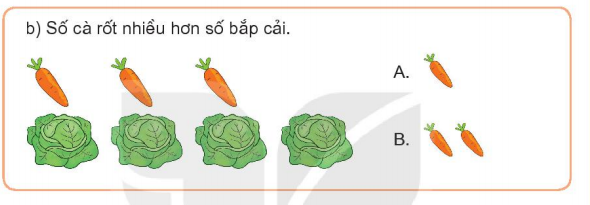 b) Số cà rốt nhiều hơn số bắp cải.
A.
B.